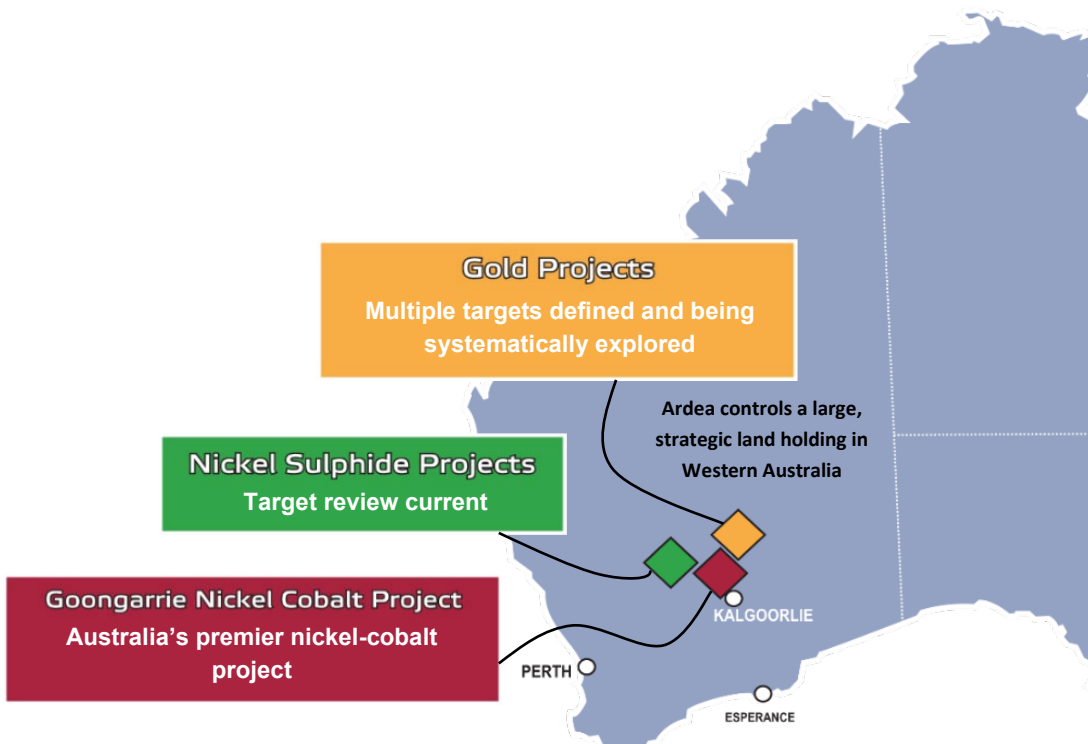 Gold Projects
Multiple targets defined and being
systematically explored
Ardea controls a large,
strategic land holding in
Western Australia
Nickel Sulphide Projects
Target review current
Goongarrie Nickel Cobalt Project
Australia’s premier nickel-cobalt
project
KALGOORLIE
PERTH
ESPERANCE